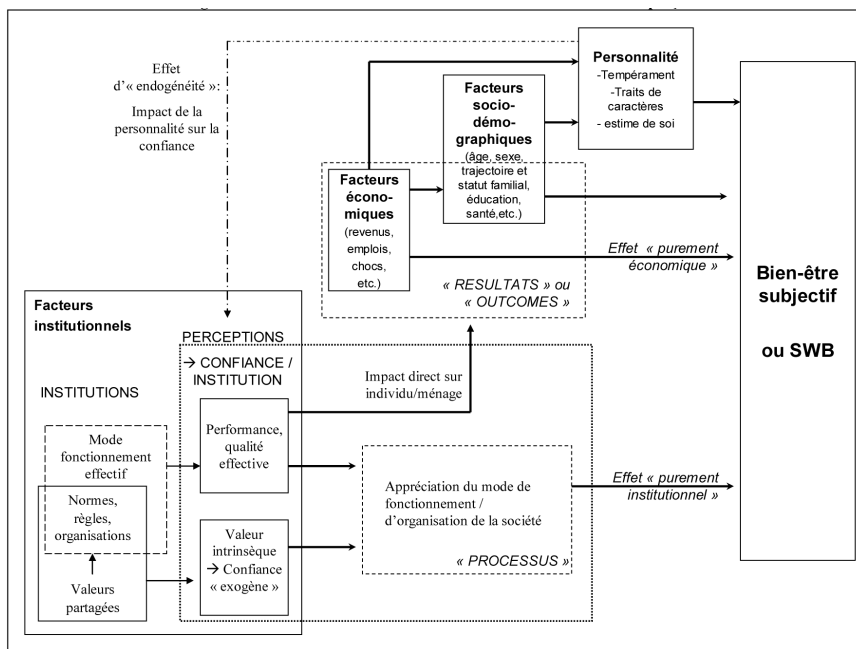 Effet
d'« endogénéité »:
Impact de la
personnalité sur la
confiance
Personnalité
-Tempérament
-Traits de
caractères
- estime de soi
Facteurs
socio-
démo-
graphiques
(âge, sexe,
trajectoire et
statut familial,
éducation,
santé,etc.)
Facteurs
écono-
miques
(revenus,
emplois,
chocs,
etc.)
« RESULTATS » ou
« OUTCOMES »
Effet « purement
économique »
Bien-être
subjectif
ou SWB
Facteurs
institutionnels
PERCEPTIONS
→ CONFIANCE /
INSTITUTION
INSTITUTIONS
Impact direct sur
individu/ménage
Mode
fonctionnement
effectif
Performance,
qualité
effective
Normes,
règles,
organisations
Valeurs
partagées
Valeur
intrinsèque
→ Confiance
« exogène »
Appréciation du mode de
fonctionnement /
d'organisation de la société
« PROCESSUS »
Effet « purement
institutionnel »